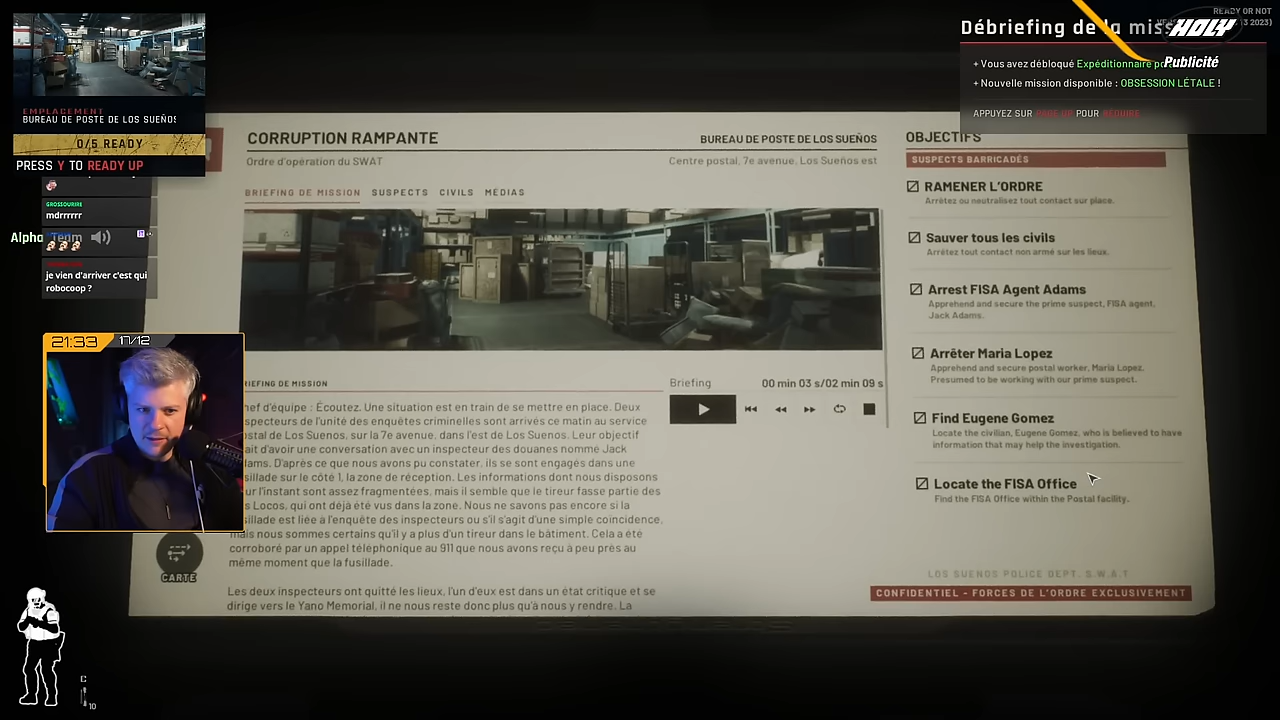 EMPLACEMENT
BUREAU DE POSTE DE LOS SUEÑOS
0/5 READY
PRESS Y TO READY UP
GROSSOURIRE
mdrrrrrr
Alpha Team
je vien d'arriver c'est qui
robocoop ?
21:33 17/12
READY OR NOT
Débriefing de la miss
HOLY
Publicité
+ Vous avez débloqué Expéditionnaire
+ Nouvelle mission disponible : OBSESSION LÉTALE !
APPUYEZ SUR PAGE UP POUR RÉDUIRE
CORRUPTION RAMPANTE
BUREAU DE POSTE DE LOS SUEÑOS
Ordre d'opération du SWAT
Centre postal, 7e avenue, Los Sueños est
BRIEFING DE MISSION SUSPECTS CIVILS MÉDIAS
RIEFING DE MISSION
Briefing 00 min 03 s/02 min 09 s
hef d'équipe : Écoutez. Une situation est en train de se mettre en place. Deux
specteurs de l'unité des enquêtes criminelles sont arrivés ce matin au service
ostal de Los Suenos, sur la 7e avenue, dans l'est de Los Suenos. Leur objectif
ait d'avoir une conversation avec un inspecteur des douanes nommé Jack
dams. D'après ce que nous avons pu constater, ils se sont engagés dans une
sillade sur le côté 1, la zone de réception. Les informations dont nous disposons
ur l'instant sont assez fragmentées, mais il semble que le tireur fasse partie des
s Locos, qui ont déjà été vus dans la zone. Nous ne savons pas encore si la
sillade est liée à l'enquête des inspecteurs ou s'il s'agit d'une simple coïncidence,
mais nous sommes certains qu'il y a plus d'un tireur dans le bâtiment. Cela a été
corroboré par un appel téléphonique au 911 que nous avons reçu à peu près au
même moment que la fusillade.
Les deux inspecteurs ont quitté les lieux, l'un d'eux est dans un état critique et se
dirige vers le Yano Memorial, il ne nous reste donc plus qu'à nous y rendre. La
CARTE
OBJECTIFS
SUSPECTS BARRICADÉS
RAMENER L'ORDRE
Arrêtez ou neutralisez tout contact sur place.
Sauver tous les civils
Arrêtez tout contact non armé sur les lieux.
Arrest FISA Agent Adams
Apprehend and secure the prime suspect, FISA agent,
Jack Adams.
Arrêter Maria Lopez
Apprehend and secure postal worker, Maria Lopez.
Presumed to be working with our prime suspect.
Find Eugene Gomez
Locate the civilian, Eugene Gomez, who is believed to have
information that may help the investigation.
Locate the FISA Office
Find the FISA Office within the Postal facility.
LOS SUENOS POLICE DEPT. S.W.A.T
CONFIDENTIEL - FORCES DE L'ORDRE EXCLUSIVEMENT
10